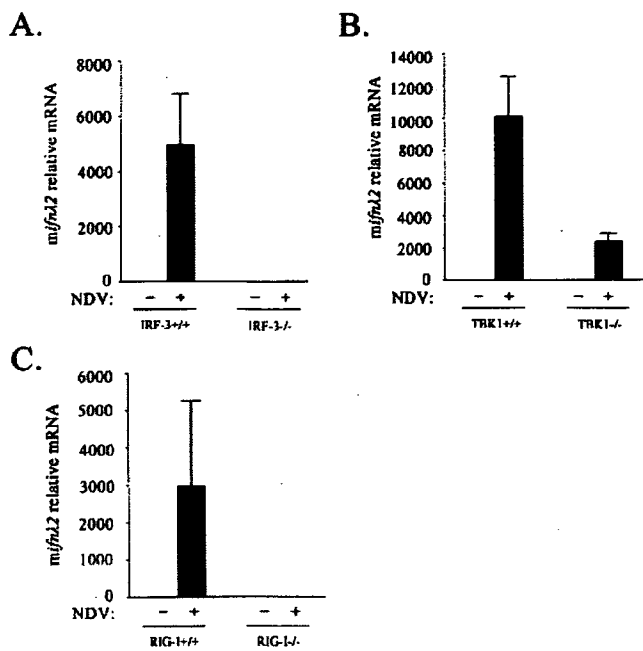 A.
mifnλ2 relative mRNA
8000
6000
4000
2000
0
NDV: − + − +
IRF-3+/+ IRF-3-/-
B.
mifnλ2 relative mRNA
14000
12000
10000
8000
6000
4000
2000
0
NDV: − + − +
TBK1+/+ TBK1-/-
C.
mifnλ2 relative mRNA
6000
5000
4000
3000
2000
1000
0
NDV: − + − +
RIG-I+/+ RIG-I-/-